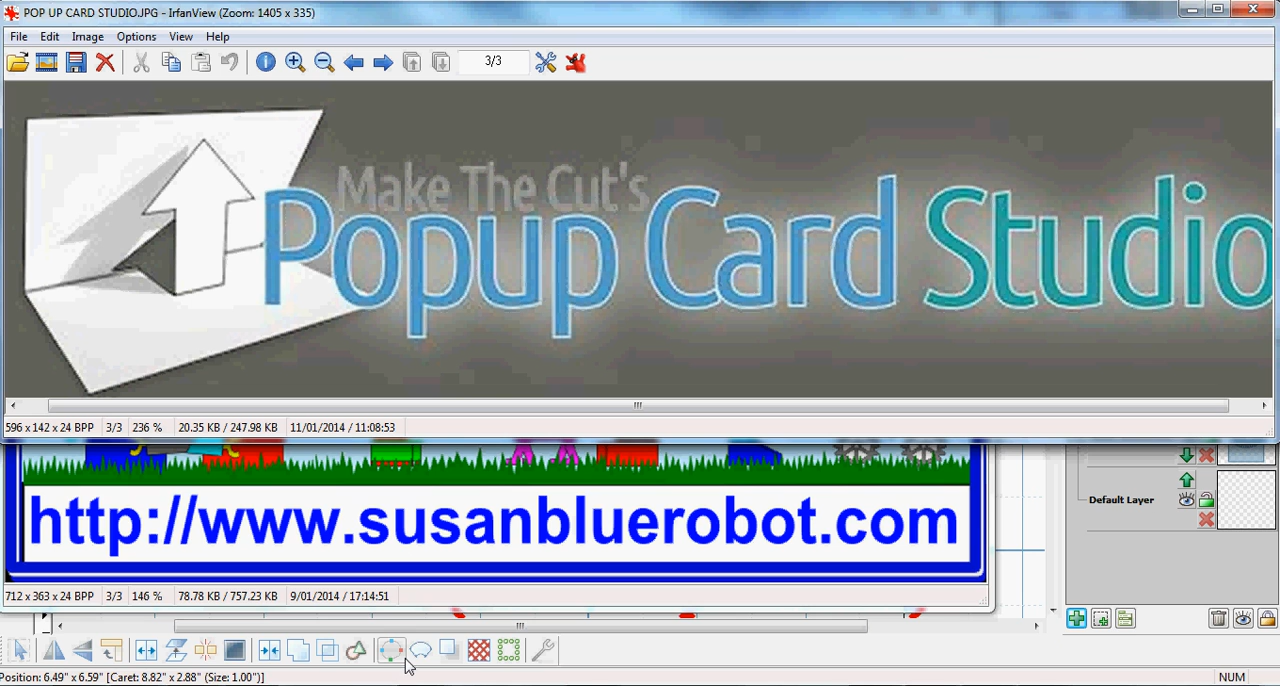 POP UP CARD STUDIO.JPG - IrfanView (Zoom: 1405 x 335)
File Edit Image Options View Help
3/3
Make The Cut's
Popup Card Studio
596 x 142 x 24 BPP 3/3 236 % 20.35 KB / 247.98 KB 11/01/2014 / 11:08:53
Default Layer
http://www.susanbluerobot.com
712 x 363 x 24 BPP 3/3 146 % 78.78 KB / 757.23 KB 9/01/2014 / 17:14:51
Position: 6.49" x 6.59" [Caret: 8.82" x 2.88" (Size: 1.00")] NUM